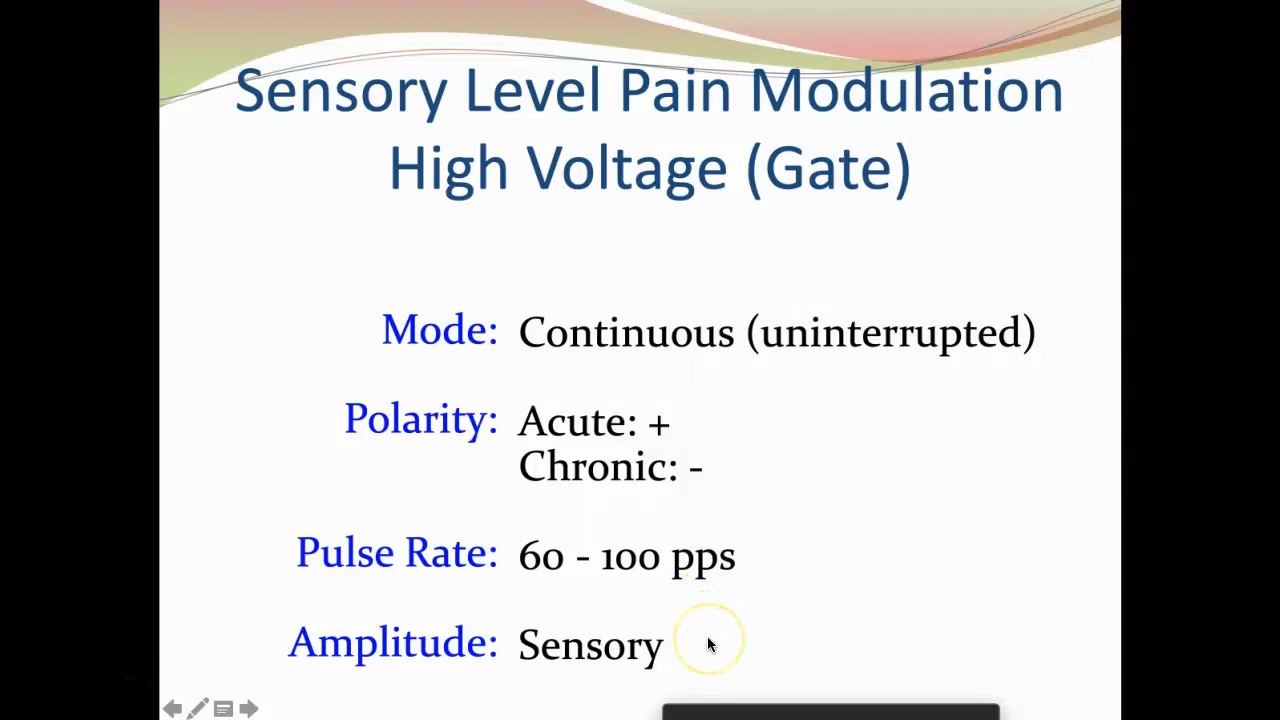 Sensory Level Pain Modulation
High Voltage (Gate)
Mode: Continuous (uninterrupted)
Polarity: Acute: +
Chronic: -
Pulse Rate: 60 - 100 pps
Amplitude: Sensory